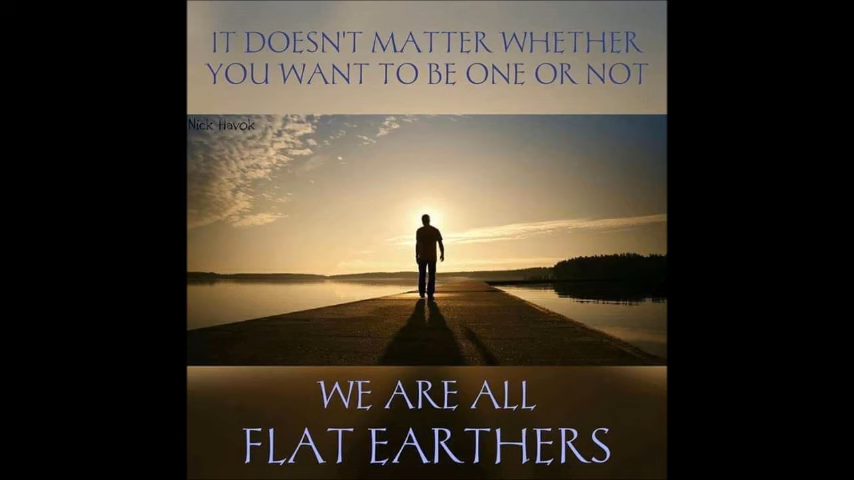 IT DOESN'T MATTER WHETHER
YOU WANT TO BE ONE OR NOT
Nick Havok
WE ARE ALL
FLAT EARTHERS